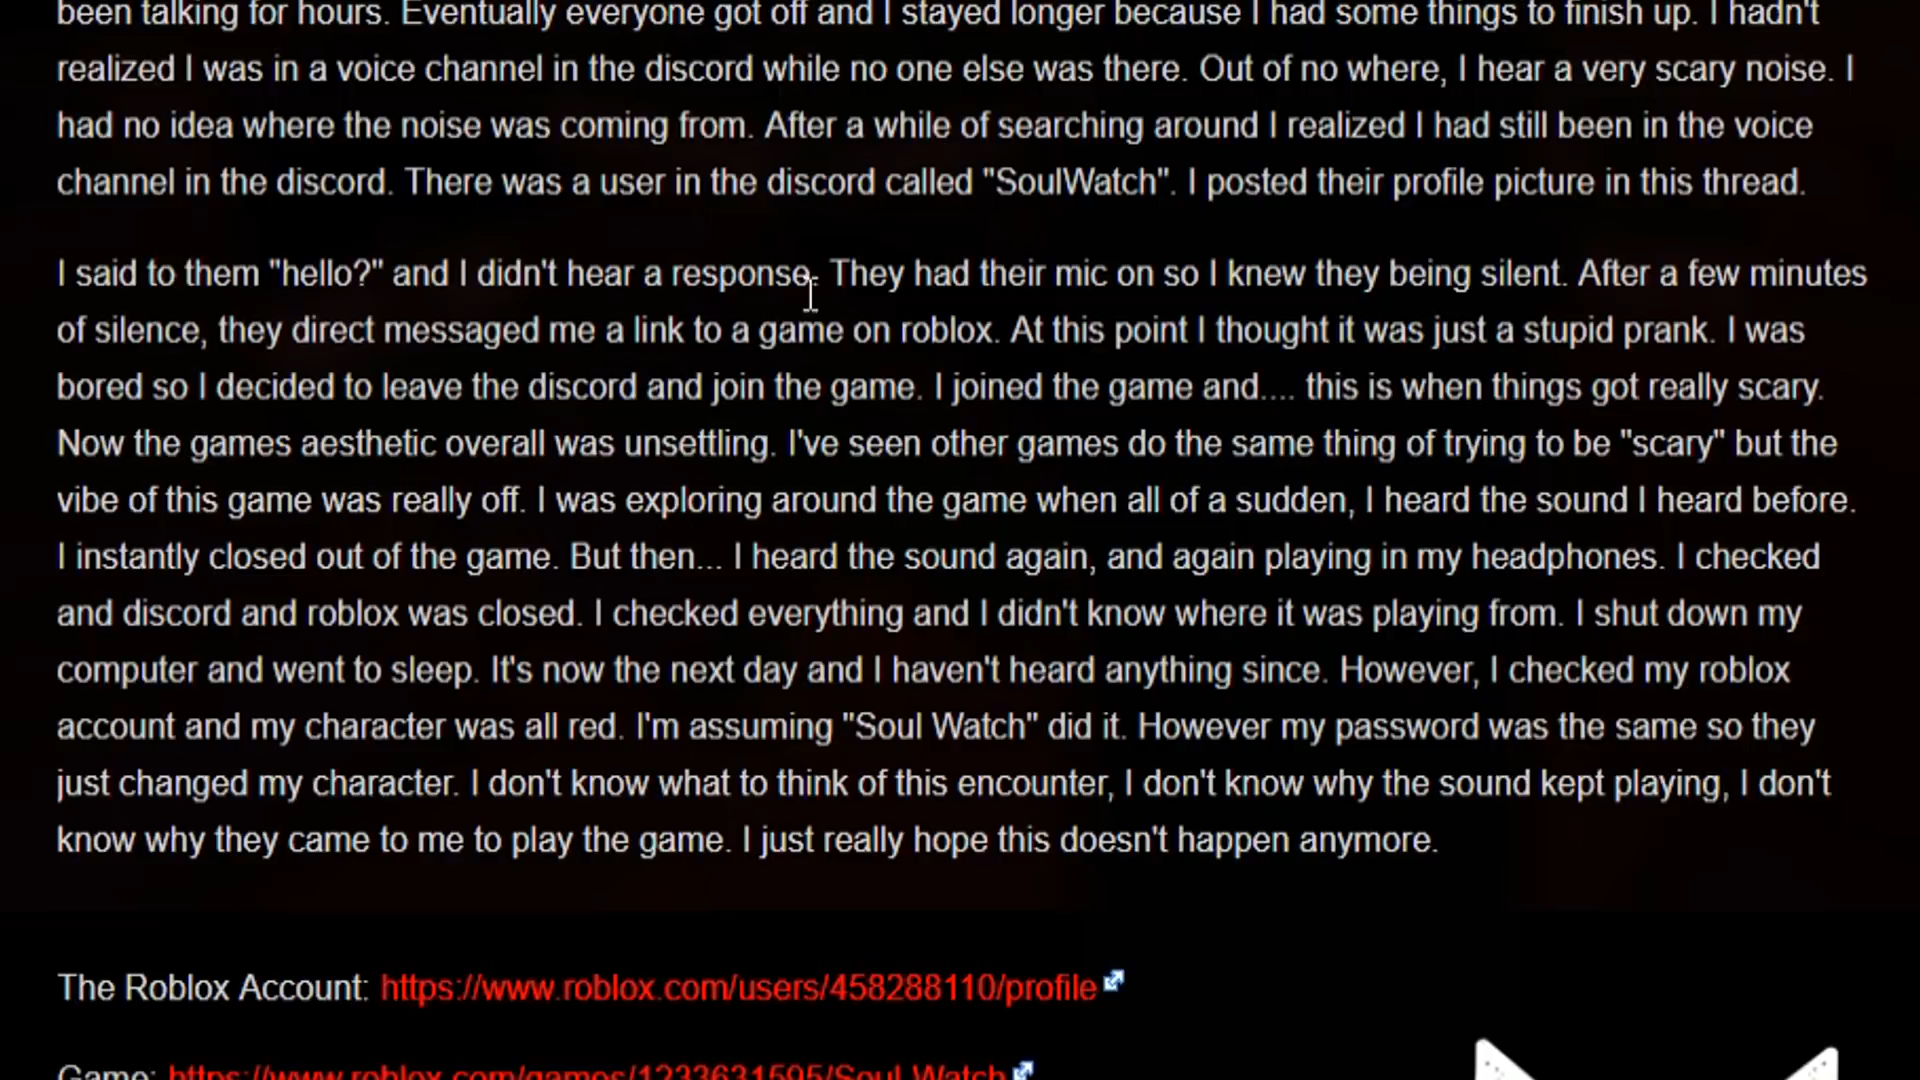 been talking for hours. Eventually everyone got off and I stayed longer because I had some things to finish up. I hadn't
realized I was in a voice channel in the discord while no one else was there. Out of no where, I hear a very scary noise. I
had no idea where the noise was coming from. After a while of searching around I realized I had still been in the voice
channel in the discord. There was a user in the discord called "SoulWatch". I posted their profile picture in this thread.
I said to them "hello?" and I didn't hear a response. They had their mic on so I knew they being silent. After a few minutes
of silence, they direct messaged me a link to a game on roblox. At this point I thought it was just a stupid prank. I was
bored so I decided to leave the discord and join the game. I joined the game and.... this is when things got really scary.
Now the games aesthetic overall was unsettling. I've seen other games do the same thing of trying to be "scary" but the
vibe of this game was really off. I was exploring around the game when all of a sudden, I heard the sound I heard before.
I instantly closed out of the game. But then... I heard the sound again, and again playing in my headphones. I checked
and discord and roblox was closed. I checked everything and I didn't know where it was playing from. I shut down my
computer and went to sleep. It's now the next day and I haven't heard anything since. However, I checked my roblox
account and my character was all red. I'm assuming "Soul Watch" did it. However my password was the same so they
just changed my character. I don't know what to think of this encounter, I don't know why the sound kept playing, I don't
know why they came to me to play the game. I just really hope this doesn't happen anymore.
The Roblox Account: https://www.roblox.com/users/458288110/profile
Game: https://www.roblox.com/games/1233631595/Soul-Watch